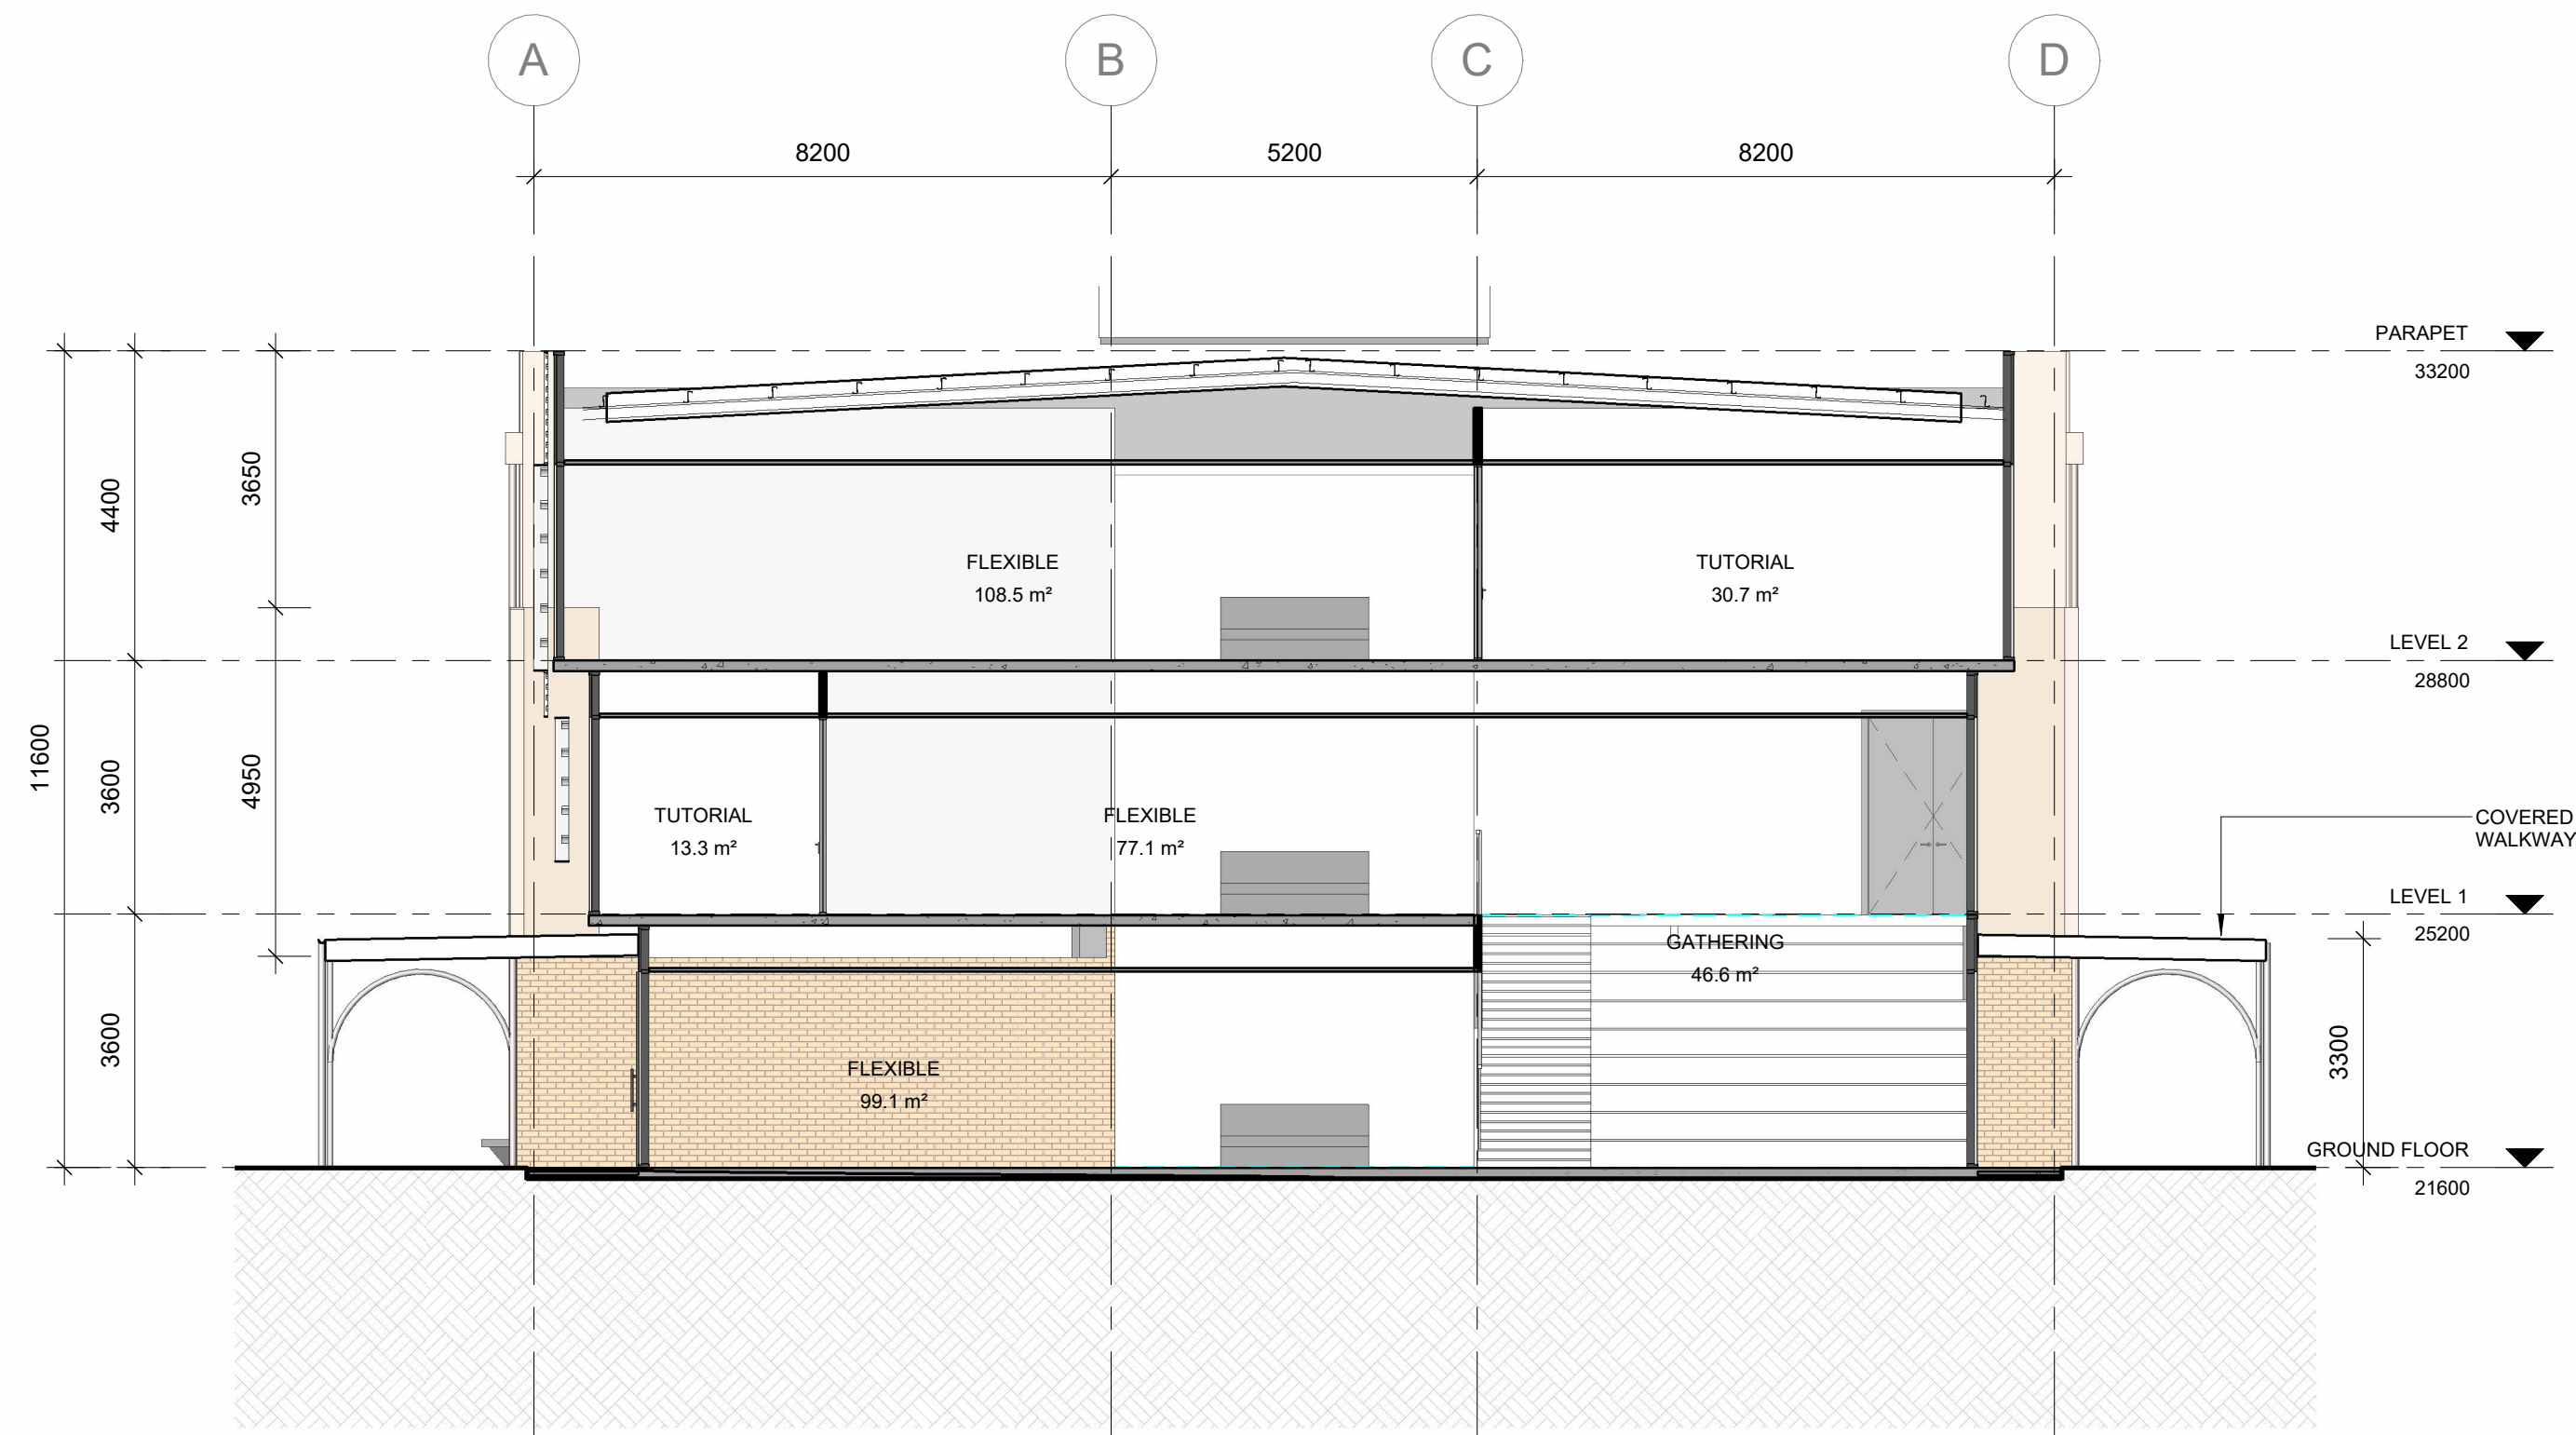 A
B
C
D
8200
5200
8200
PARAPET
33200
3650
4400
FLEXIBLE
108.5 m²
TUTORIAL
30.7 m²
LEVEL 2
28800
11600
3600
4950
TUTORIAL
13.3 m²
FLEXIBLE
77.1 m²
COVERED
WALKWAY
LEVEL 1
25200
GATHERING
46.6 m²
3600
3300
FLEXIBLE
99.1 m²
GROUND FLOOR
21600